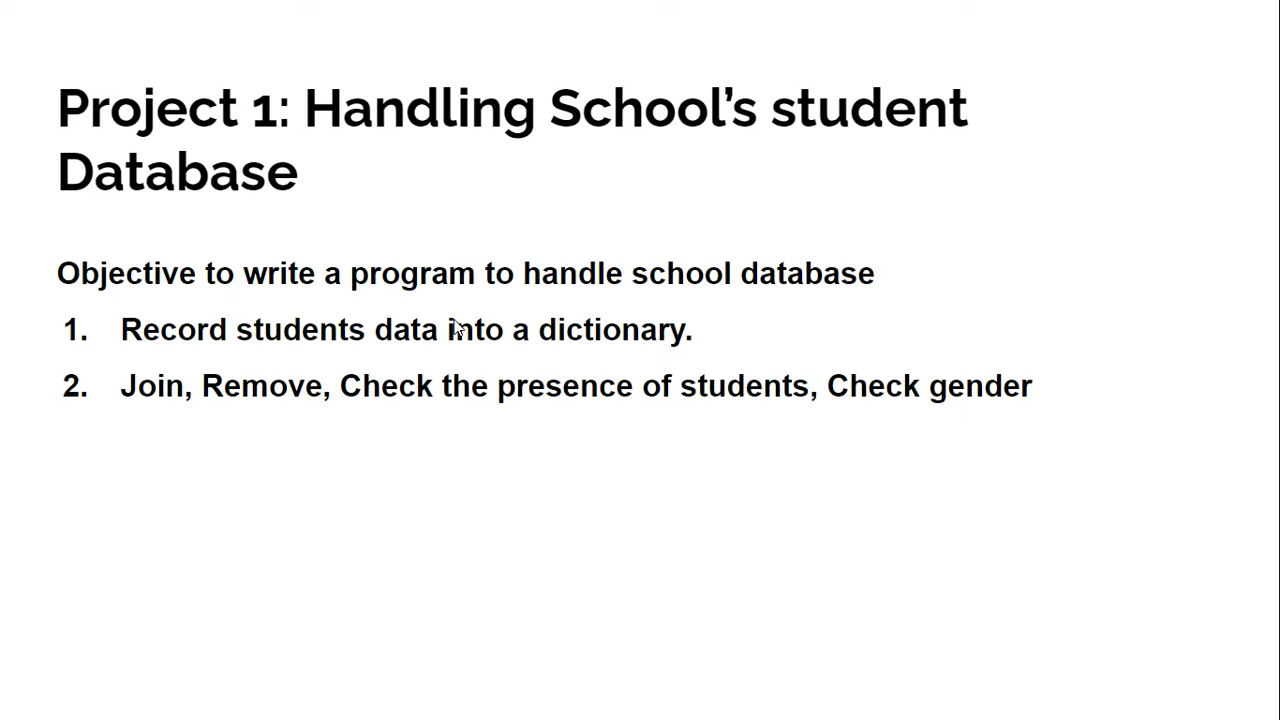 Project 1: Handling School’s student
Database
Objective to write a program to handle school database
1. Record students data into a dictionary.
2. Join, Remove, Check the presence of students, Check gender